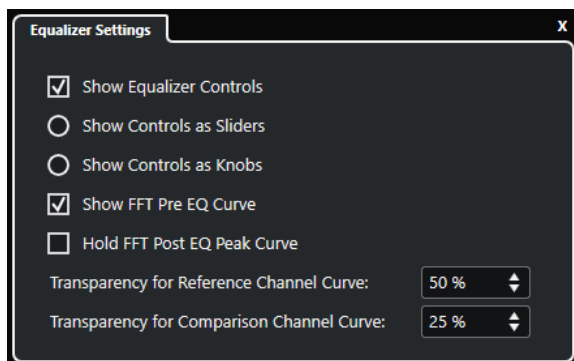 Equalizer Settings X
Show Equalizer Controls
Show Controls as Sliders
Show Controls as Knobs
Show FFT Pre EQ Curve
Hold FFT Post EQ Peak Curve
Transparency for Reference Channel Curve: 50 %
Transparency for Comparison Channel Curve: 25 %